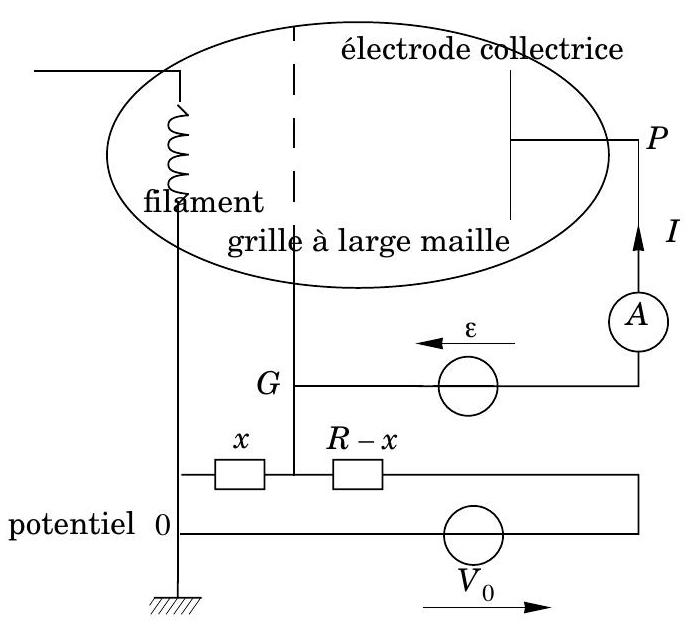 électrode collectrice
P
filament
grille à large maille
I
A
ε
G
x
R – x
potentiel 0
V₀